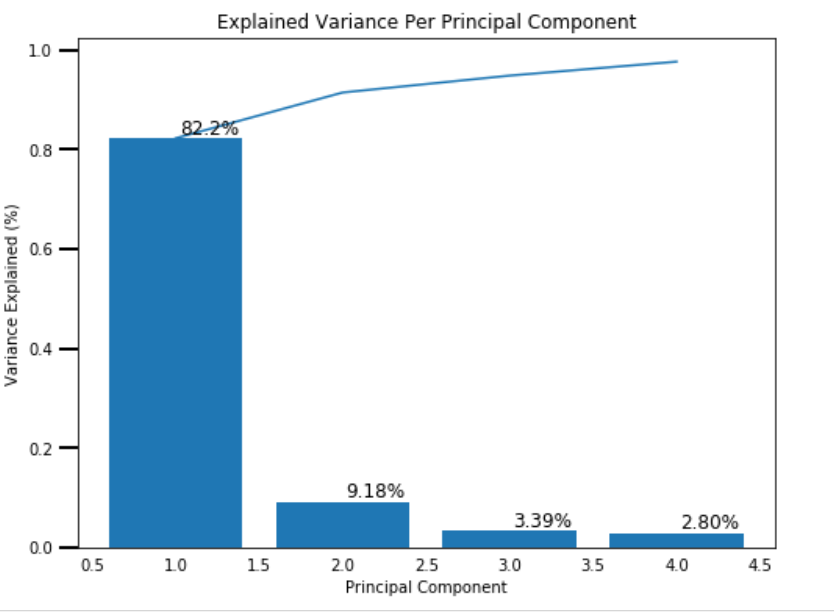 Explained Variance Per Principal Component
1.0
82.2%
0.8
0.6
Variance Explained (%)
0.4
0.2
9.18%
3.39%
2.80%
0.0
0.5 1.0 1.5 2.0 2.5 3.0 3.5 4.0 4.5
Principal Component